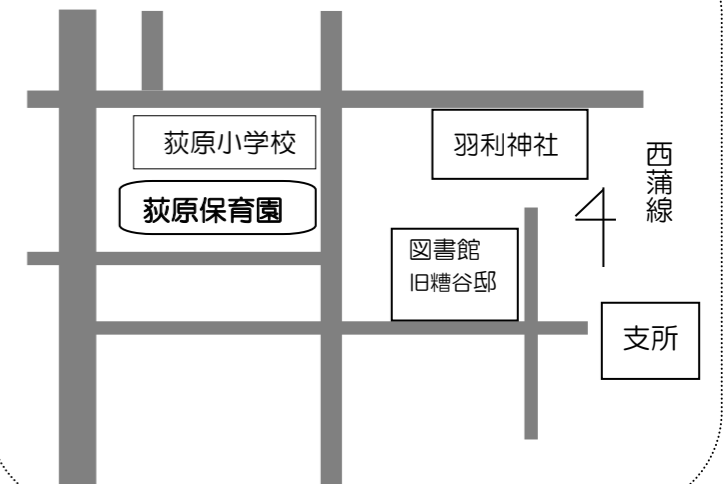 荻原小学校
羽利神社
西蒲線
荻原保育園
図書館
旧糟谷邸
支所